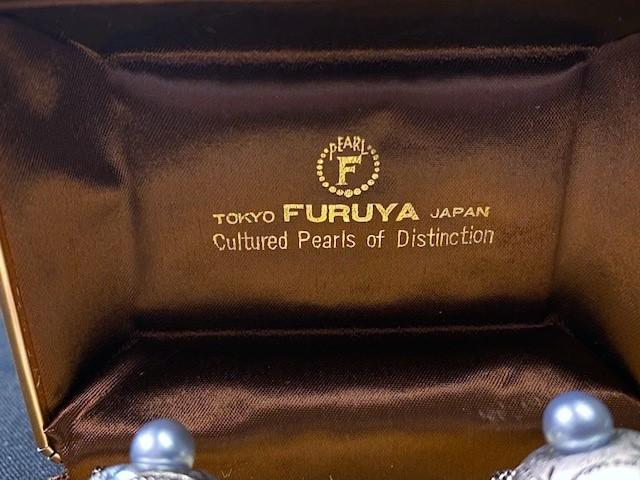 PEARL
F
TOKYO FURUYA JAPAN
Cultured Pearls of Distinction